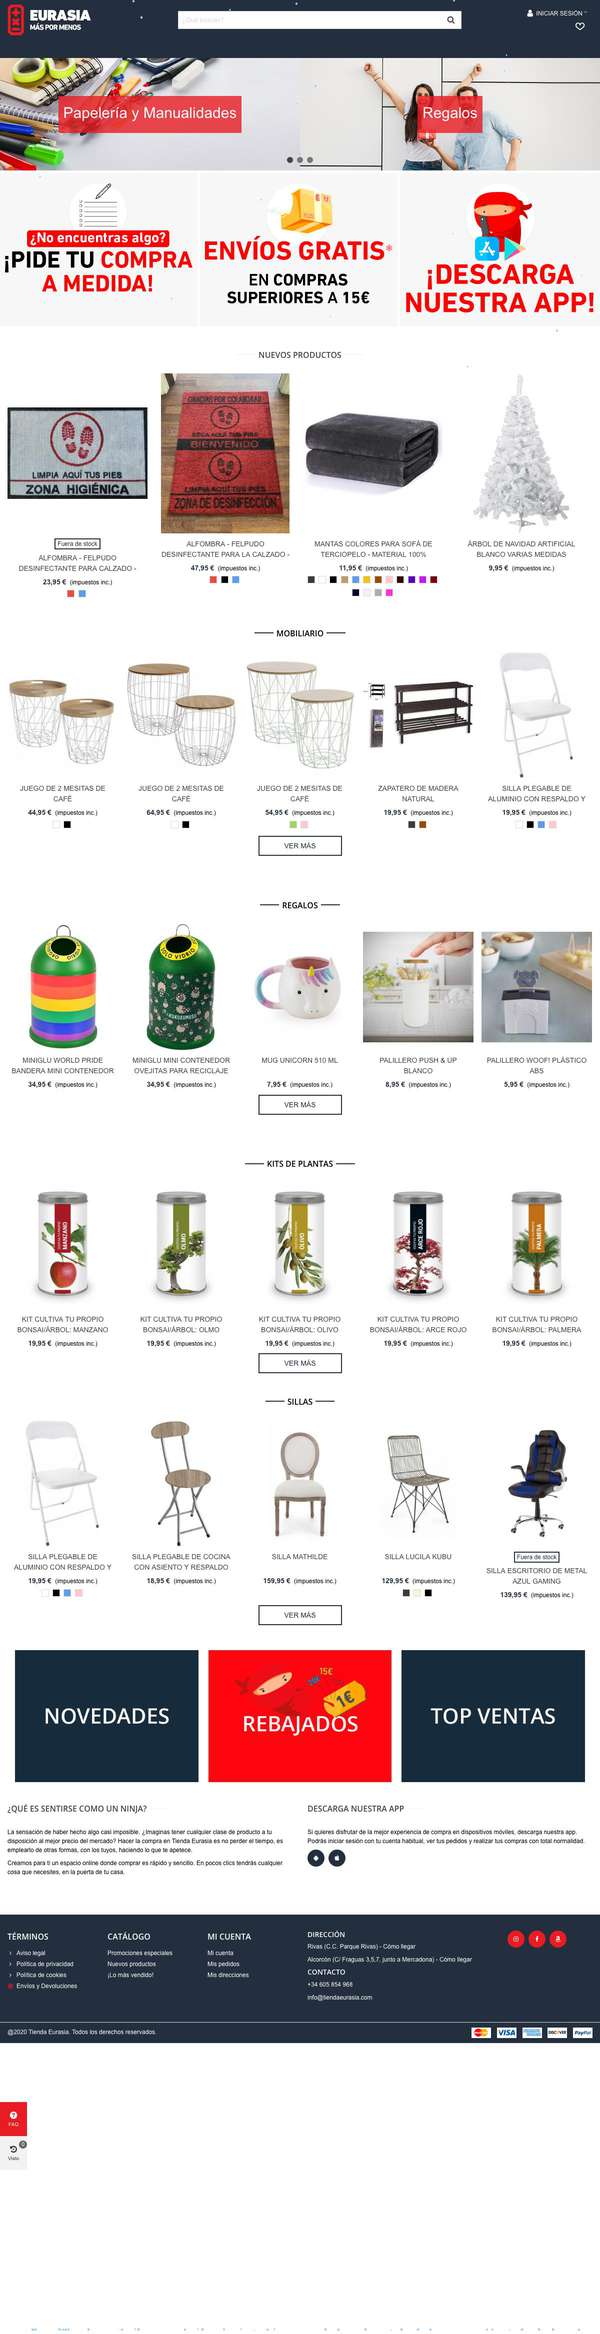 EURASIA
MÁS POR MENOS
¿Qué buscas?
INICIAR SESIÓN
Papelería y Manualidades
Regalos
¿No encuentras algo?
¡PIDE TU COMPRA
A MEDIDA!
ENVÍOS GRATIS*
EN COMPRAS
SUPERIORES A 15€
¡DESCARGA
NUESTRA APP!
NUEVOS PRODUCTOS
LIMPIA AQUÍ TUS PIES
ZONA HIGIÉNICA
GRACIAS POR COLABORAR
SECA AQUÍ TUS PIES
BIENVENIDO
LIMPIA AQUÍ TUS PIES
ZONA DE DESINFECCIÓN
Fuera de stock
ALFOMBRA - FELPUDO
DESINFECTANTE PARA CALZADO -
23,95 € (impuestos inc.)
ALFOMBRA - FELPUDO
DESINFECTANTE PARA LA CALZADO -
47,95 € (impuestos inc.)
MANTAS COLORES PARA SOFÁ DE
TERCIOPELO - MATERIAL 100%
11,95 € (impuestos inc.)
ÁRBOL DE NAVIDAD ARTIFICIAL
BLANCO VARIAS MEDIDAS
9,95 € (impuestos inc.)
MOBILIARIO
JUEGO DE 2 MESITAS DE
CAFÉ
44,95 € (impuestos inc.)
JUEGO DE 2 MESITAS DE
CAFÉ
64,95 € (impuestos inc.)
JUEGO DE 2 MESITAS DE
CAFÉ
54,95 € (impuestos inc.)
ZAPATERO DE MADERA
NATURAL
19,95 € (impuestos inc.)
SILLA PLEGABLE DE
ALUMINIO CON RESPALDO Y
19,95 € (impuestos inc.)
VER MÁS
REGALOS
SOLO VIDRIO
MINIGLU WORLD PRIDE
BANDERA MINI CONTENEDOR
34,95 € (impuestos inc.)
MINIGLU MINI CONTENEDOR
OVEJITAS PARA RECICLAJE
34,95 € (impuestos inc.)
MUG UNICORN 510 ML
7,95 € (impuestos inc.)
PALILLERO PUSH & UP
BLANCO
8,95 € (impuestos inc.)
PALILLERO WOOF! PLÁSTICO
ABS
5,95 € (impuestos inc.)
VER MÁS
KITS DE PLANTAS
MANZANO
OLMO
OLIVO
ARCE ROJO
PALMERA
KIT CULTIVA TU PROPIO
BONSAI/ÁRBOL: MANZANO
19,95 € (impuestos inc.)
KIT CULTIVA TU PROPIO
BONSAI/ÁRBOL: OLMO
19,95 € (impuestos inc.)
KIT CULTIVA TU PROPIO
BONSAI/ÁRBOL: OLIVO
19,95 € (impuestos inc.)
KIT CULTIVA TU PROPIO
BONSAI/ÁRBOL: ARCE ROJO
19,95 € (impuestos inc.)
KIT CULTIVA TU PROPIO
BONSAI/ÁRBOL: PALMERA
19,95 € (impuestos inc.)
VER MÁS
SILLAS
SILLA PLEGABLE DE
ALUMINIO CON RESPALDO Y
19,95 € (impuestos inc.)
SILLA PLEGABLE DE COCINA
CON ASIENTO Y RESPALDO
18,95 € (impuestos inc.)
SILLA MATHILDE
159,95 € (impuestos inc.)
SILLA LUCILA KUBU
129,95 € (impuestos inc.)
Fuera de stock
SILLA ESCRITORIO DE METAL
AZUL GAMING
139,95 € (impuestos inc.)
VER MÁS
NOVEDADES
15€
1€
REBAJADOS
TOP VENTAS
¿QUÉ ES SENTIRSE COMO UN NINJA?
La sensación de haber hecho algo casi imposible. ¿Imaginas tener cualquier clase de producto a tu
disposición al mejor precio del mercado? Hacer la compra en Tienda Eurasia es no perder el tiempo, es
emplearlo de otras formas, con los tuyos, haciendo lo que te apetece.
Creamos para ti un espacio online donde comprar es rápido y sencillo. En pocos clics tendrás cualquier
cosa que necesites, en la puerta de tu casa.
DESCARGA NUESTRA APP
Si quieres disfrutar de la mejor experiencia de compra en dispositivos móviles, descarga nuestra app.
Podrás iniciar sesión con tu cuenta habitual, ver tus pedidos y realizar tus compras con total normalidad.
TÉRMINOS
Aviso legal
Política de privacidad
Política de cookies
Envíos y Devoluciones
CATÁLOGO
Promociones especiales
Nuevos productos
¡Lo más vendido!
MI CUENTA
Mi cuenta
Mis pedidos
Mis direcciones
DIRECCIÓN
Rivas (C.C. Parque Rivas) - Cómo llegar
Alcorcón (C/ Fraguas 3,5,7, junto a Mercadona) - Cómo llegar
CONTACTO
+34 605 854 968
info@tiendaeurasia.com
@2020 Tienda Eurasia. Todos los derechos reservados.
VISA
DISCOVER
PayPal
FAQ
0
Visto